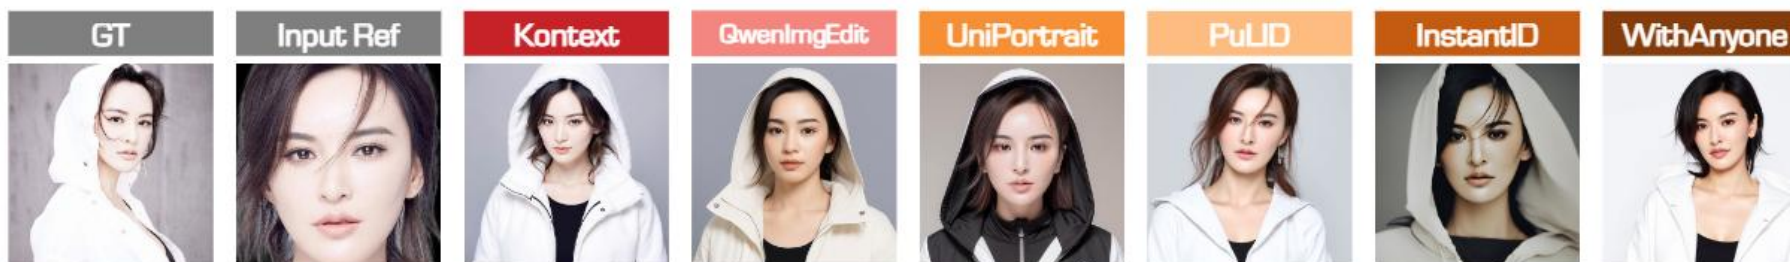 GT
Input Ref
Kontext
QwenImgEdit
UniPortrait
PuLID
InstantID
WithAnyone